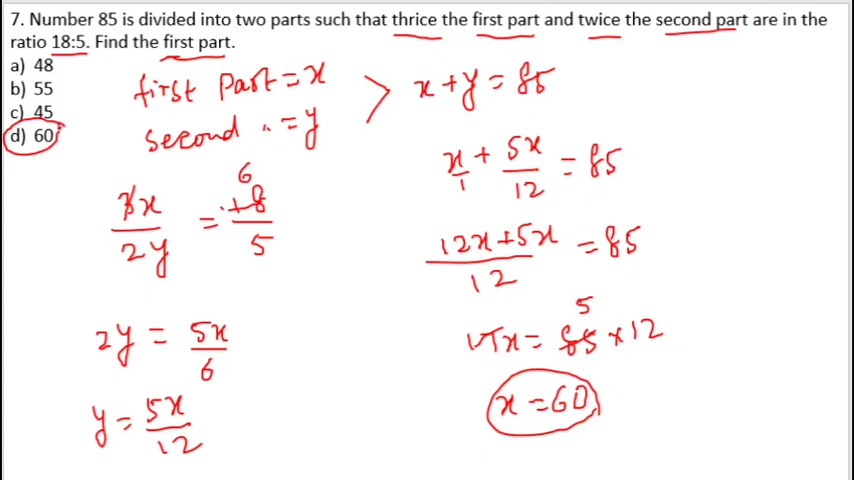 7. Number 85 is divided into two parts such that thrice the first part and twice the second part are in the
ratio 18:5. Find the first part.
a) 48
b) 55
c) 45
d) 60
first part = x
second " = y
> x + y = 85
3x/2y = 18/5
6
2y = 5x/6
y = 5x/12
x/1 + 5x/12 = 85
12x+5x/12 = 85
17x = 85 × 12
5
x = 60